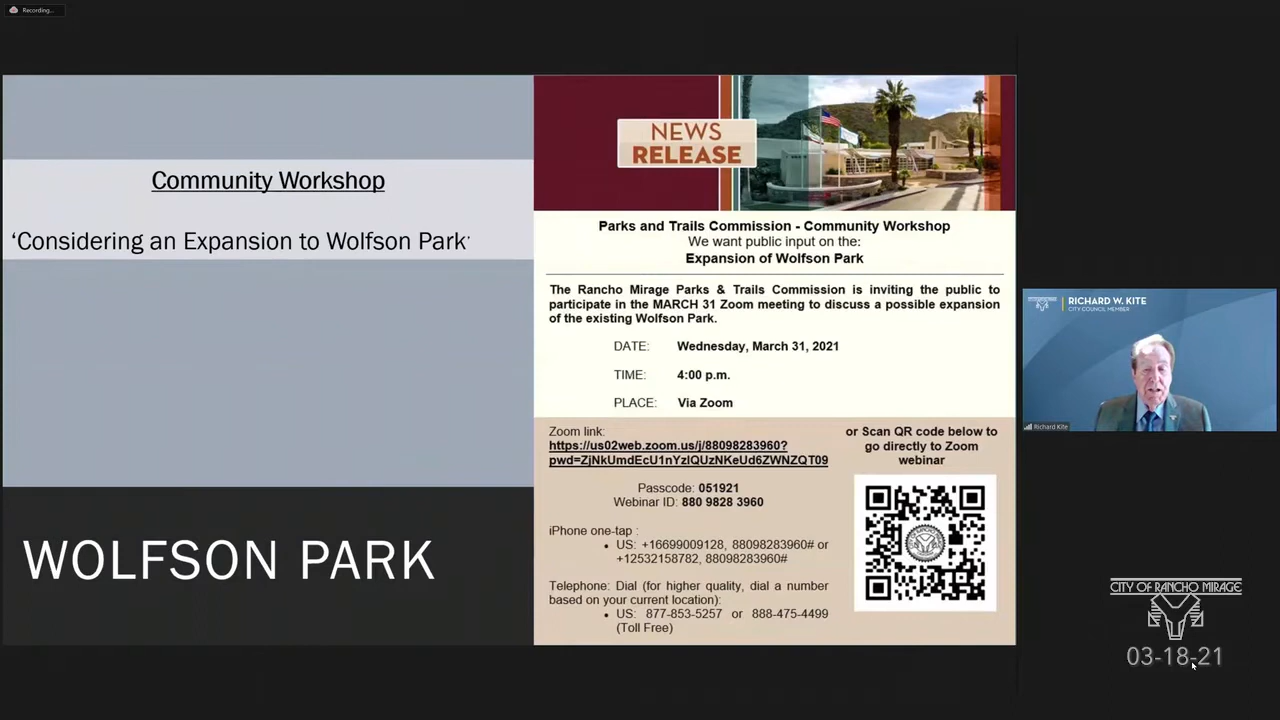 Recording...
Community Workshop
‘Considering an Expansion to Wolfson Park’
WOLFSON PARK
NEWS
RELEASE
Parks and Trails Commission - Community Workshop
We want public input on the:
Expansion of Wolfson Park
The Rancho Mirage Parks & Trails Commission is inviting the public to
participate in the MARCH 31 Zoom meeting to discuss a possible expansion
of the existing Wolfson Park.
DATE: Wednesday, March 31, 2021
TIME: 4:00 p.m.
PLACE: Via Zoom
Zoom link:
https://us02web.zoom.us/j/88098283960?
pwd=ZjNkUmdEcU1nYzlQUzNKeUd6ZWNZQT09
Passcode: 051921
Webinar ID: 880 9828 3960
iPhone one-tap :
• US: +16699009128, 88098283960# or
+12532158782, 88098283960#
Telephone: Dial (for higher quality, dial a number
based on your current location):
• US: 877-853-5257 or 888-475-4499
(Toll Free)
or Scan QR code below to
go directly to Zoom
webinar
RICHARD W. KITE
CITY COUNCIL MEMBER
Richard Kite
CITY OF RANCHO MIRAGE
03-18-21